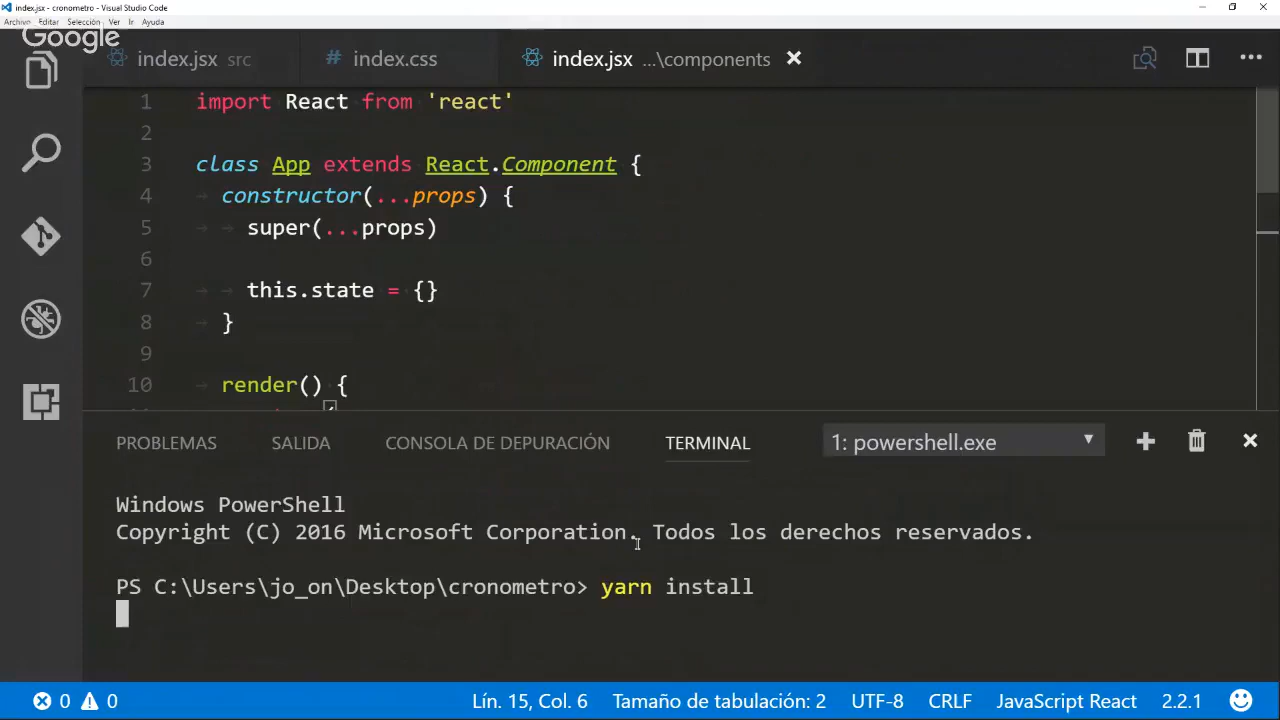 index.jsx - cronometro - Visual Studio Code
Archivo Editar Selección Ver Ir Ayuda
Google
index.jsx src
# index.css
index.jsx ...\components
1 import React from 'react'
2
3 class App extends React.Component {
4 constructor(...props) {
5 super(...props)
6
7 this.state = {}
8 }
9
10 render() {
PROBLEMAS SALIDA CONSOLA DE DEPURACIÓN TERMINAL 1: powershell.exe
Windows PowerShell
Copyright (C) 2016 Microsoft Corporation. Todos los derechos reservados.
PS C:\Users\jo_on\Desktop\cronometro> yarn install
0 0 Lín. 15, Col. 6 Tamaño de tabulación: 2 UTF-8 CRLF JavaScript React 2.2.1